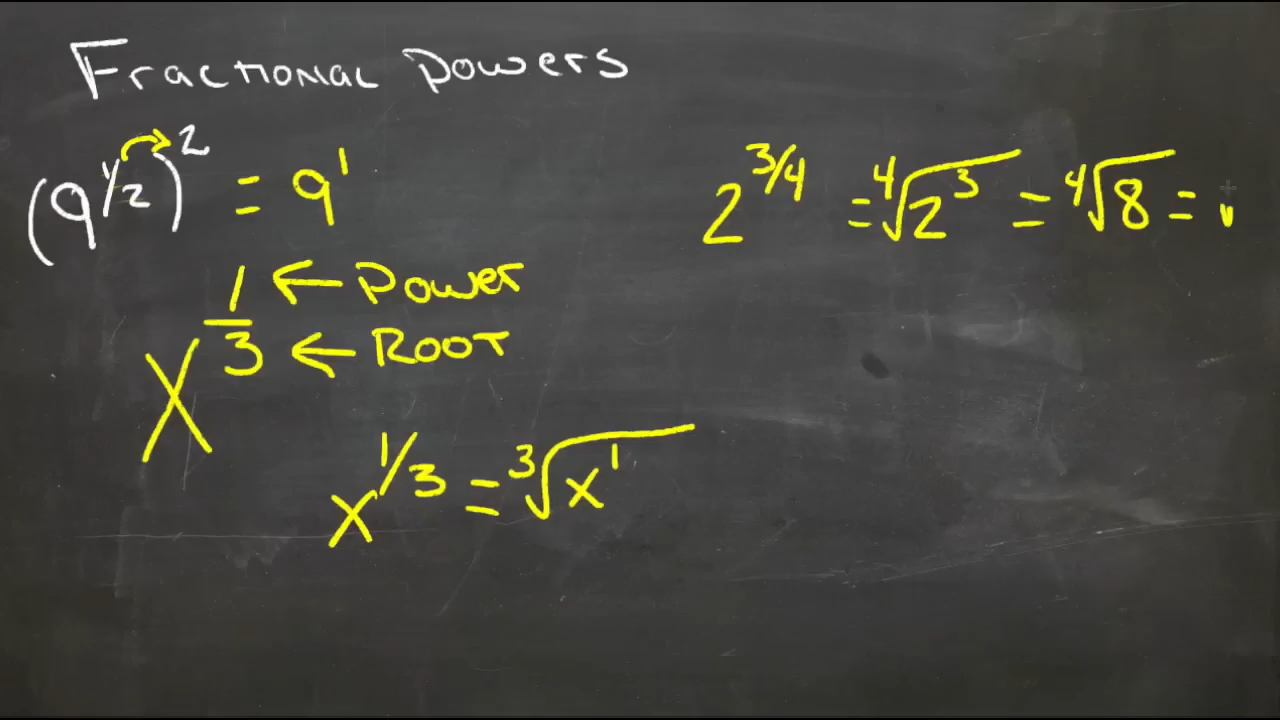 Fractional Powers
(9^1/2)^2 = 9^1
x^1/3 ← Power
← Root
x^1/3 = ³√x^1
2^3/4 = ⁴√2^3 = ⁴√8 =